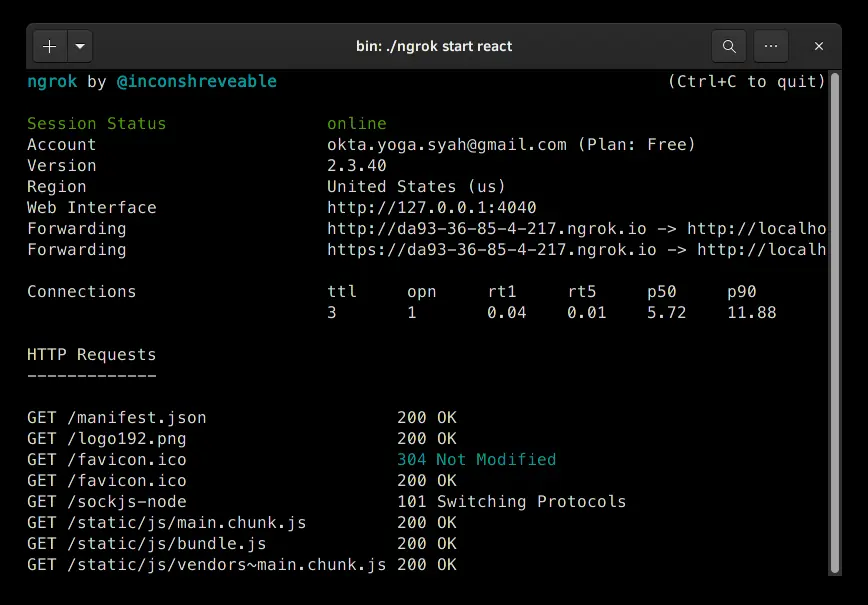 bin: ./ngrok start react
ngrok by @inconshreveable (Ctrl+C to quit)
Session Status online
Account okta.yoga.syah@gmail.com (Plan: Free)
Version 2.3.40
Region United States (us)
Web Interface http://127.0.0.1:4040
Forwarding http://da93-36-85-4-217.ngrok.io -> http://localho
Forwarding https://da93-36-85-4-217.ngrok.io -> http://localh
Connections ttl opn rt1 rt5 p50 p90
3 1 0.04 0.01 5.72 11.88
HTTP Requests
-------------
GET /manifest.json 200 OK
GET /logo192.png 200 OK
GET /favicon.ico 304 Not Modified
GET /favicon.ico 200 OK
GET /sockjs-node 101 Switching Protocols
GET /static/js/main.chunk.js 200 OK
GET /static/js/bundle.js 200 OK
GET /static/js/vendors~main.chunk.js 200 OK